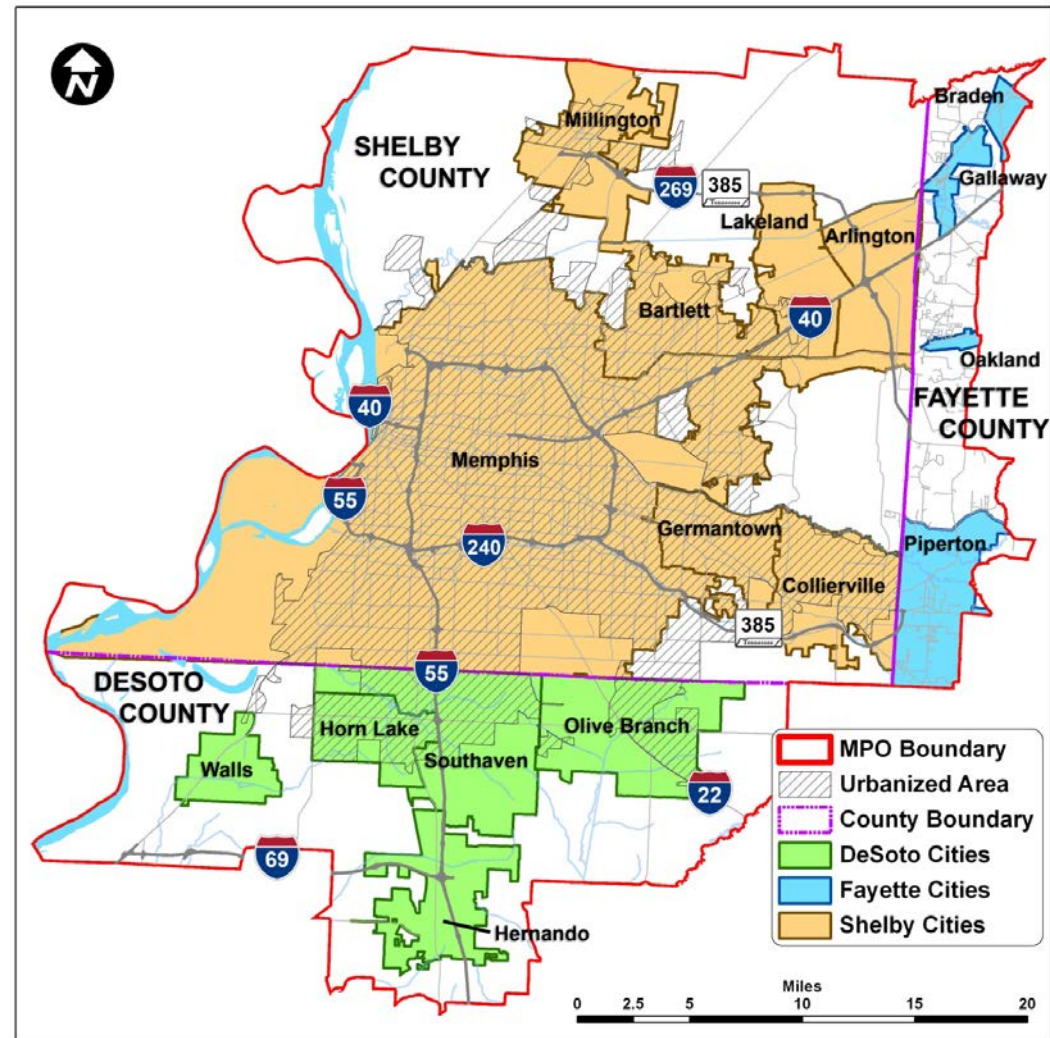 N
Braden
Millington
SHELBY
COUNTY
Gallaway
269
385
Tennessee
Lakeland
Arlington
Bartlett
40
Oakland
40
FAYETTE
COUNTY
Memphis
55
Germantown
240
Piperton
Collierville
385
Tennessee
55
DESOTO
COUNTY
Horn Lake
Olive Branch
Southaven
Walls
22
69
Hernando
MPO Boundary
Urbanized Area
County Boundary
DeSoto Cities
Fayette Cities
Shelby Cities
Miles
0 2.5 5 10 15 20